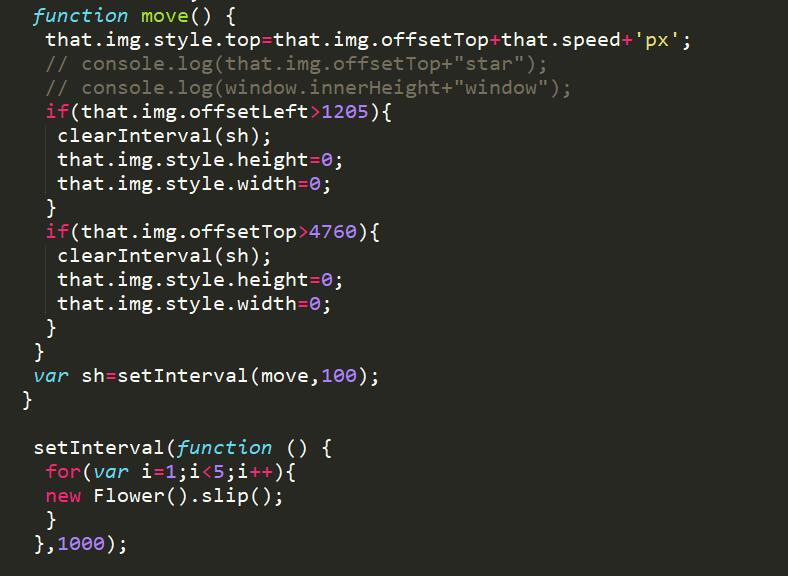 function move() {
that.img.style.top=that.img.offsetTop+that.speed+'px';
// console.log(that.img.offsetTop+"star");
// console.log(window.innerHeight+"window");
if(that.img.offsetLeft>1205){
clearInterval(sh);
that.img.style.height=0;
that.img.style.width=0;
}
if(that.img.offsetTop>4760){
clearInterval(sh);
that.img.style.height=0;
that.img.style.width=0;
}
}
var sh=setInterval(move,100);
}
setInterval(function () {
for(var i=1;i<5;i++){
new Flower().slip();
}
},1000);